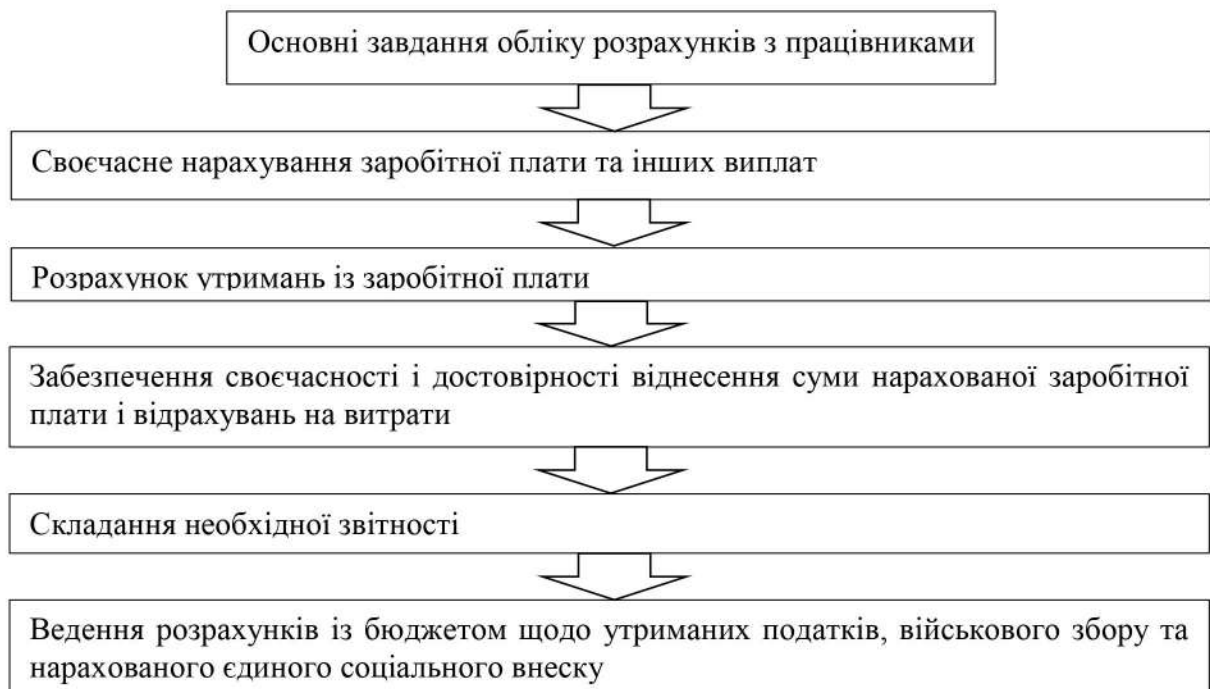 Основні завдання обліку розрахунків з працівниками
Своєчасне нарахування заробітної плати та інших виплат
Розрахунок утримань із заробітної плати
Забезпечення своєчасності і достовірності віднесення суми нарахованої заробітної
плати і відрахувань на витрати
Складання необхідної звітності
Ведення розрахунків із бюджетом щодо утриманих податків, військового збору та
нарахованого єдиного соціального внеску